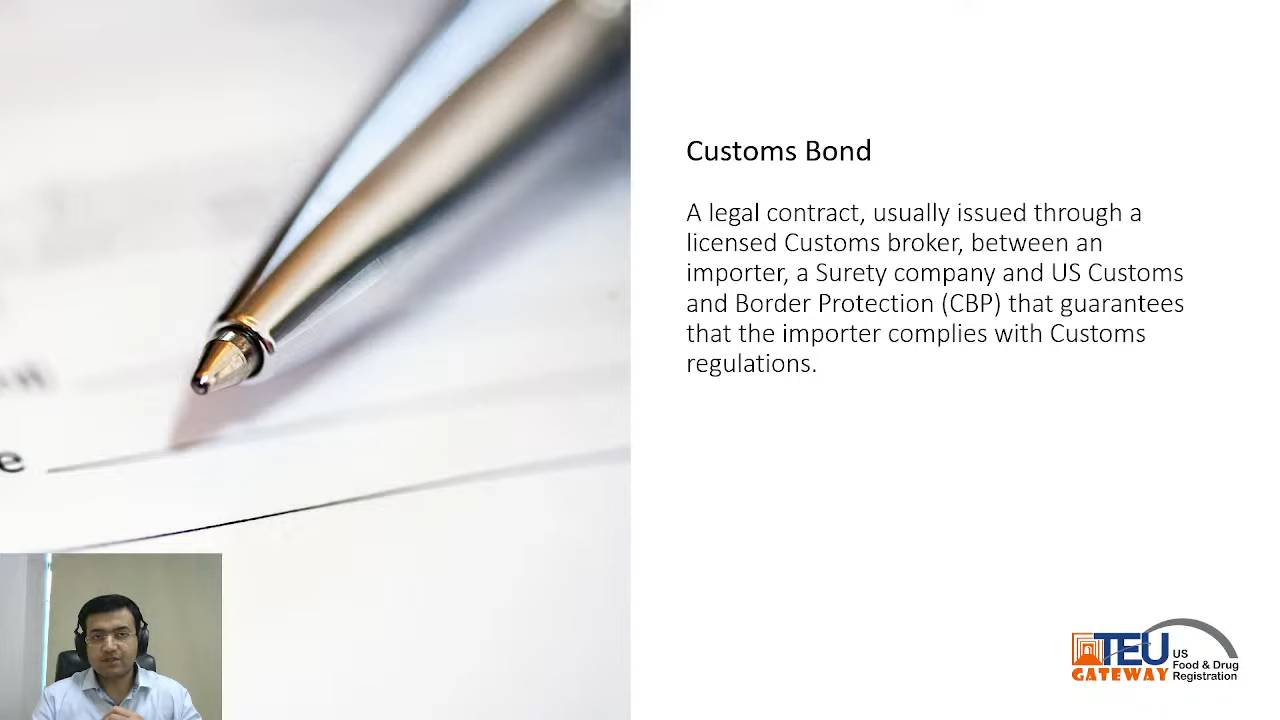 Customs Bond
A legal contract, usually issued through a
licensed Customs broker, between an
importer, a Surety company and US Customs
and Border Protection (CBP) that guarantees
that the importer complies with Customs
regulations.
e
TEU
GATEWAY
US
Food & Drug
Registration